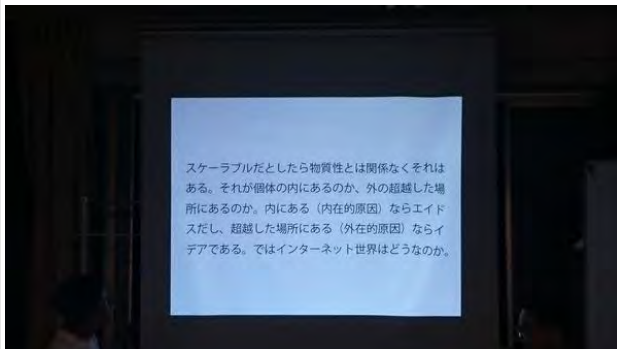 スケーラブルだとしたら物質性とは関係なくそれは
ある。それが個体の内にあるのか、外の超越した場
所にあるのか。内にある（内在的原因）ならエイド
スだし、超越した場所にある（外在的原因）ならイ
デアである。ではインターネット世界はどうなのか。